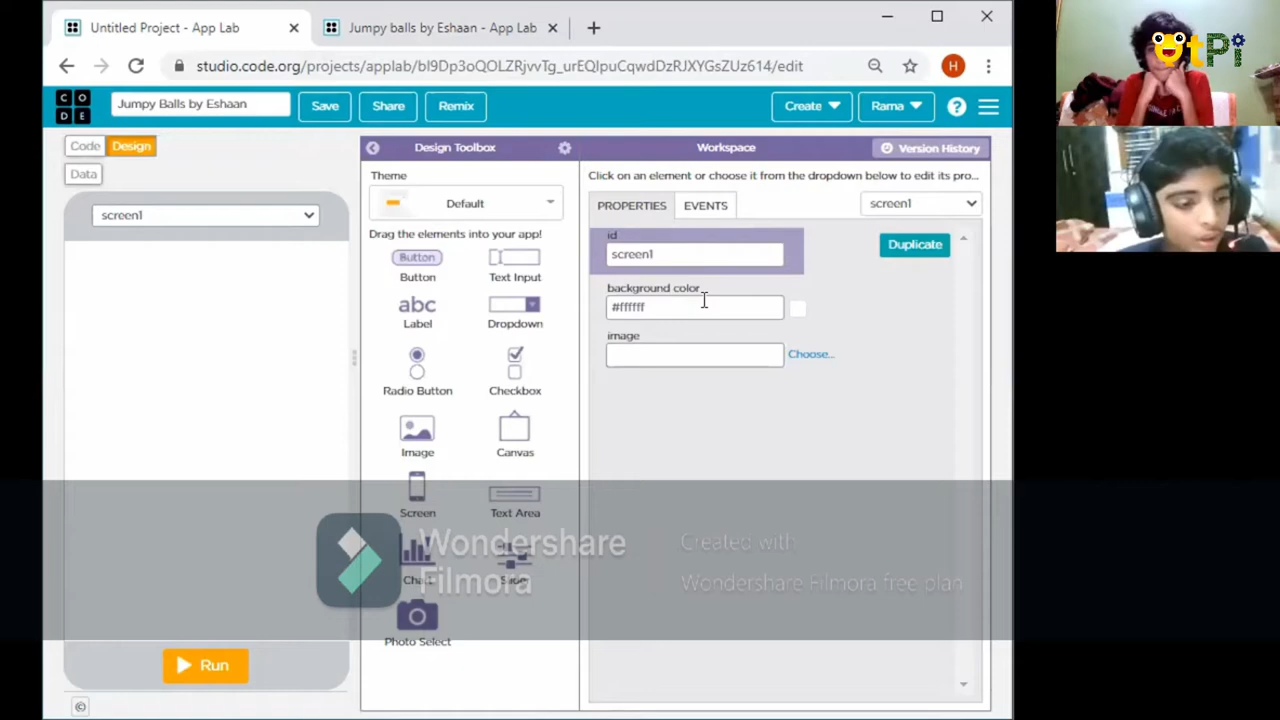 Untitled Project - App Lab
Jumpy balls by Eshaan - App Lab
studio.code.org/projects/applab/bI9Dp3cQOLZRjvvTg_urEQIpuCqwdDzRJXYGsZUz614/edit
H
C O
D E
Jumpy Balls by Eshaan
Save
Share
Remix
Create
Rama
?
Code
Design
Data
screen1
Run
Design Toolbox
Theme
Default
Drag the elements into your app!
Button
Button
Text Input
abc
Label
Dropdown
Radio Button
Checkbox
Image
Canvas
Screen
Text Area
Chart
Slider
Photo Select
Workspace
Version History
Click on an element or choose it from the dropdown below to edit its pro...
PROPERTIES
EVENTS
screen1
id
screen1
Duplicate
background color
#ffffff
image
Choose...
Wondershare
Filmora
Created with
Wondershare Filmora free plan
utPi